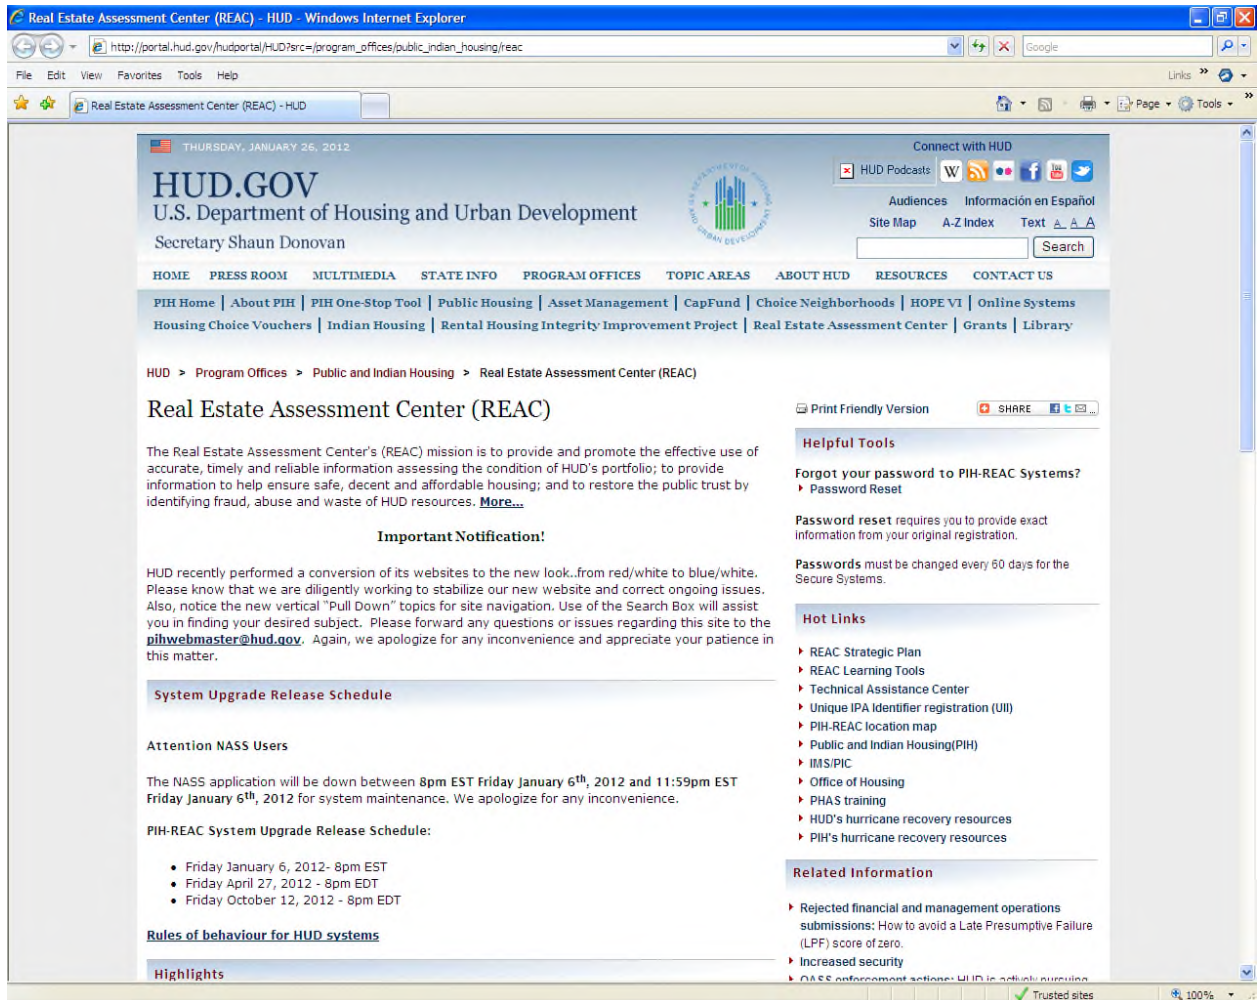 Real Estate Assessment Center (REAC) - HUD - Windows Internet Explorer
http://portal.hud.gov/hudportal/HUD?src=/program_offices/public_indian_housing/reac
Google
File Edit View Favorites Tools Help
Links »
Real Estate Assessment Center (REAC) - HUD
Page Tools »
THURSDAY, JANUARY 26, 2012
Connect with HUD
HUD Podcasts
HUD.GOV
U.S. Department of Housing and Urban Development
Secretary Shaun Donovan
Audiences Información en Español
Site Map A-Z Index Text A A A
Search
HOME PRESS ROOM MULTIMEDIA STATE INFO PROGRAM OFFICES TOPIC AREAS ABOUT HUD RESOURCES CONTACT US
PIH Home | About PIH | PIH One-Stop Tool | Public Housing | Asset Management | CapFund | Choice Neighborhoods | HOPE VI | Online Systems
Housing Choice Vouchers | Indian Housing | Rental Housing Integrity Improvement Project | Real Estate Assessment Center | Grants | Library
HUD > Program Offices > Public and Indian Housing > Real Estate Assessment Center (REAC)
Real Estate Assessment Center (REAC)
The Real Estate Assessment Center's (REAC) mission is to provide and promote the effective use of
accurate, timely and reliable information assessing the condition of HUD's portfolio; to provide
information to help ensure safe, decent and affordable housing; and to restore the public trust by
identifying fraud, abuse and waste of HUD resources. More...
Important Notification!
HUD recently performed a conversion of its websites to the new look..from red/white to blue/white.
Please know that we are diligently working to stabilize our new website and correct ongoing issues.
Also, notice the new vertical "Pull Down" topics for site navigation. Use of the Search Box will assist
you in finding your desired subject. Please forward any questions or issues regarding this site to the
pihwebmaster@hud.gov. Again, we apologize for any inconvenience and appreciate your patience in
this matter.
System Upgrade Release Schedule
Attention NASS Users
The NASS application will be down between 8pm EST Friday January 6th, 2012 and 11:59pm EST
Friday January 6th, 2012 for system maintenance. We apologize for any inconvenience.
PIH-REAC System Upgrade Release Schedule:
• Friday January 6, 2012- 8pm EST
• Friday April 27, 2012 - 8pm EDT
• Friday October 12, 2012 - 8pm EDT
Rules of behaviour for HUD systems
Highlights
Print Friendly Version
SHARE
Helpful Tools
Forgot your password to PIH-REAC Systems?
Password Reset
Password reset requires you to provide exact
information from your original registration.
Passwords must be changed every 60 days for the
Secure Systems.
Hot Links
REAC Strategic Plan
REAC Learning Tools
Technical Assistance Center
Unique IPA Identifier registration (UII)
PIH-REAC location map
Public and Indian Housing(PIH)
IMS/PIC
Office of Housing
PHAS training
HUD's hurricane recovery resources
PIH's hurricane recovery resources
Related Information
Rejected financial and management operations
submissions: How to avoid a Late Presumptive Failure
(LPF) score of zero.
Increased security
QASS enforcement actions: HUD is actively pursuing
Trusted sites
100%